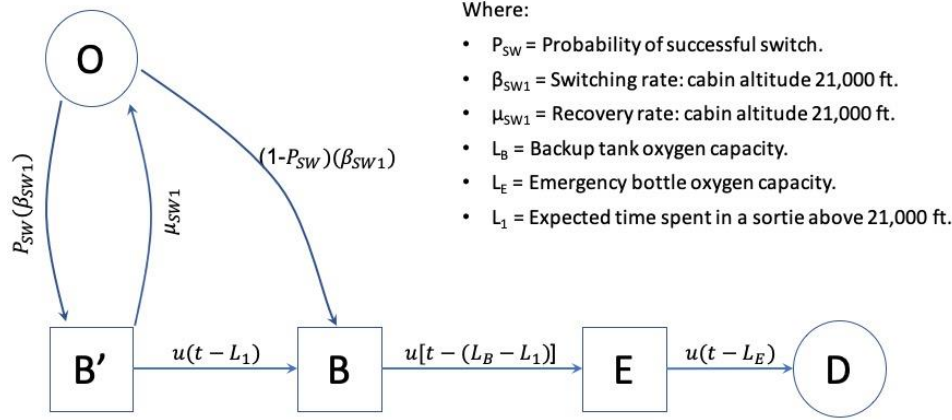 Where:
• P_SW = Probability of successful switch.
• β_SW1 = Switching rate: cabin altitude 21,000 ft.
• μ_SW1 = Recovery rate: cabin altitude 21,000 ft.
• L_B = Backup tank oxygen capacity.
• L_E = Emergency bottle oxygen capacity.
• L_1 = Expected time spent in a sortie above 21,000 ft.
O
P_SW(β_SW1)
μ_SW1
(1-P_SW)(β_SW1)
B′
u(t − L_1)
B
u[t − (L_B − L_1)]
E
u(t − L_E)
D